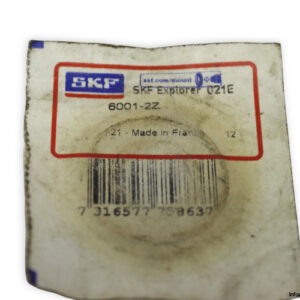 SKF
skf.com/mount
SKF Explorer 021E
6001-2Z
21 - Made in France 12
7 316577 758637